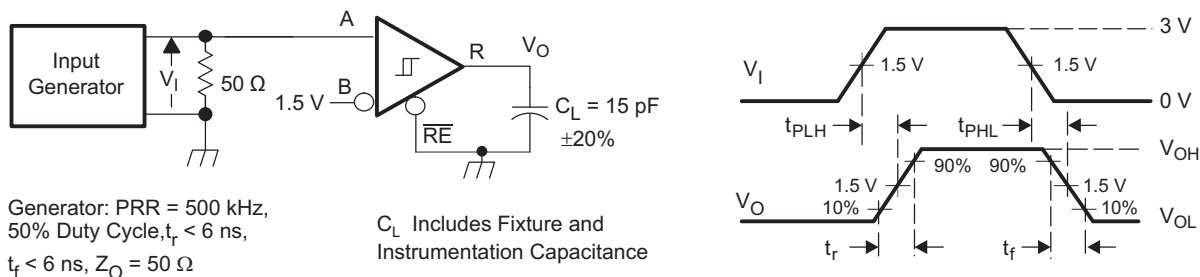 Input
Generator
V_I
50 Ω
A
B
1.5 V
R
V_O
RE
C_L = 15 pF
±20%
Generator: PRR = 500 kHz,
50% Duty Cycle,t_r < 6 ns,
t_f < 6 ns, Z_O = 50 Ω
C_L Includes Fixture and
Instrumentation Capacitance
V_I
3 V
1.5 V
1.5 V
0 V
t_PLH
t_PHL
V_OH
90%
90%
1.5 V
1.5 V
V_O
10%
10%
V_OL
t_r
t_f